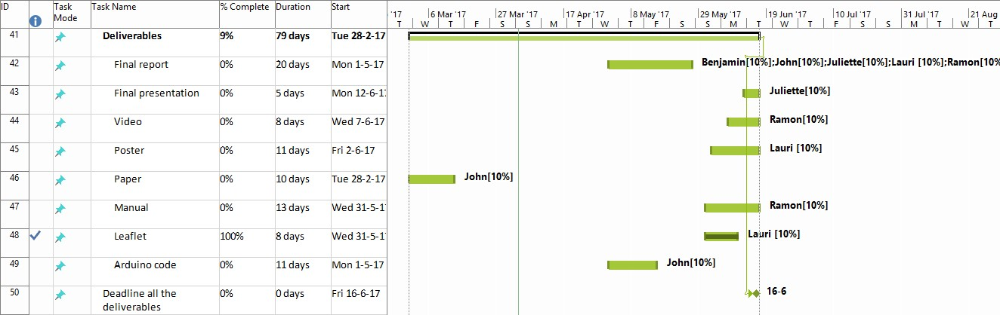 ID Task Mode Task Name % Complete Duration Start
'17 6 Mar '17 27 Mar '17 17 Apr '17 8 May '17 29 May '17 19 Jun '17 10 Jul '17 31 Jul '17 21 Aug
T W T F S S M T W T F S S M T W T F S S M T W T
41 Deliverables 9% 79 days Tue 28-2-17
42 Final report 0% 20 days Mon 1-5-17 Benjamin[10%];John[10%];Juliette[10%];Lauri [10%];Ramon[10%
43 Final presentation 0% 5 days Mon 12-6-17 Juliette[10%]
44 Video 0% 8 days Wed 7-6-17 Ramon[10%]
45 Poster 0% 11 days Fri 2-6-17 Lauri [10%]
46 Paper 0% 10 days Tue 28-2-17 John[10%]
47 Manual 0% 13 days Wed 31-5-1 Ramon[10%]
48 Leaflet 100% 8 days Wed 31-5-1 Lauri [10%]
49 Arduino code 0% 11 days Mon 1-5-17 John[10%]
50 Deadline all the deliverables 0% 0 days Fri 16-6-17 16-6